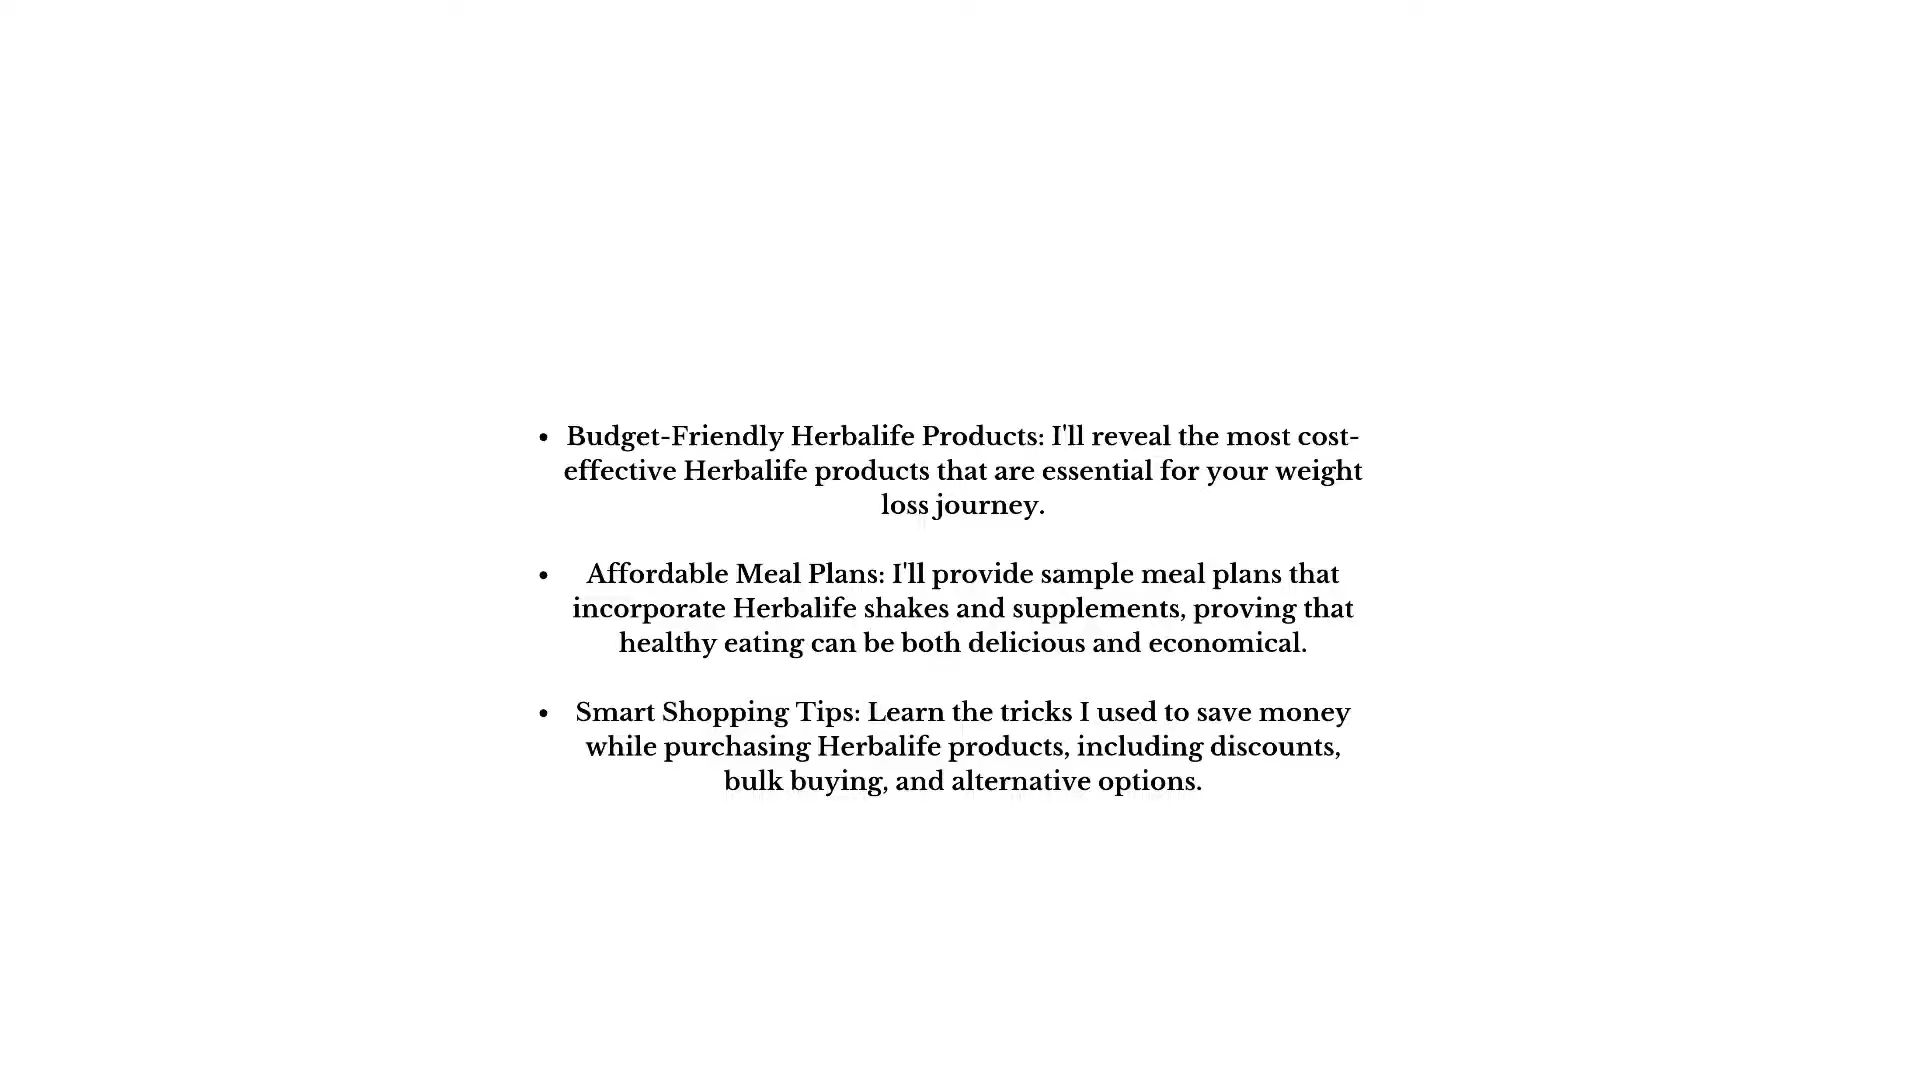 • Budget-Friendly Herbalife Products: I'll reveal the most cost-
effective Herbalife products that are essential for your weight
loss journey.
• Affordable Meal Plans: I'll provide sample meal plans that
incorporate Herbalife shakes and supplements, proving that
healthy eating can be both delicious and economical.
• Smart Shopping Tips: Learn the tricks I used to save money
while purchasing Herbalife products, including discounts,
bulk buying, and alternative options.